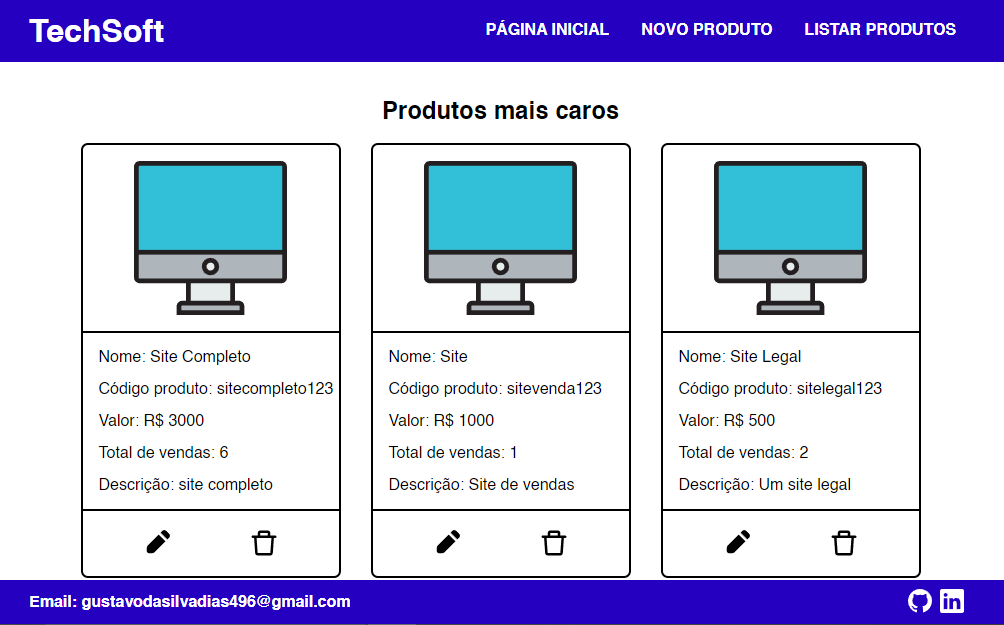 TechSoft
PÁGINA INICIAL
NOVO PRODUTO
LISTAR PRODUTOS
Produtos mais caros
Nome: Site Completo
Código produto: sitecompleto123
Valor: R$ 3000
Total de vendas: 6
Descrição: site completo
Nome: Site
Código produto: sitevenda123
Valor: R$ 1000
Total de vendas: 1
Descrição: Site de vendas
Nome: Site Legal
Código produto: sitelegal123
Valor: R$ 500
Total de vendas: 2
Descrição: Um site legal
Email: gustavodasilvadias496@gmail.com
in